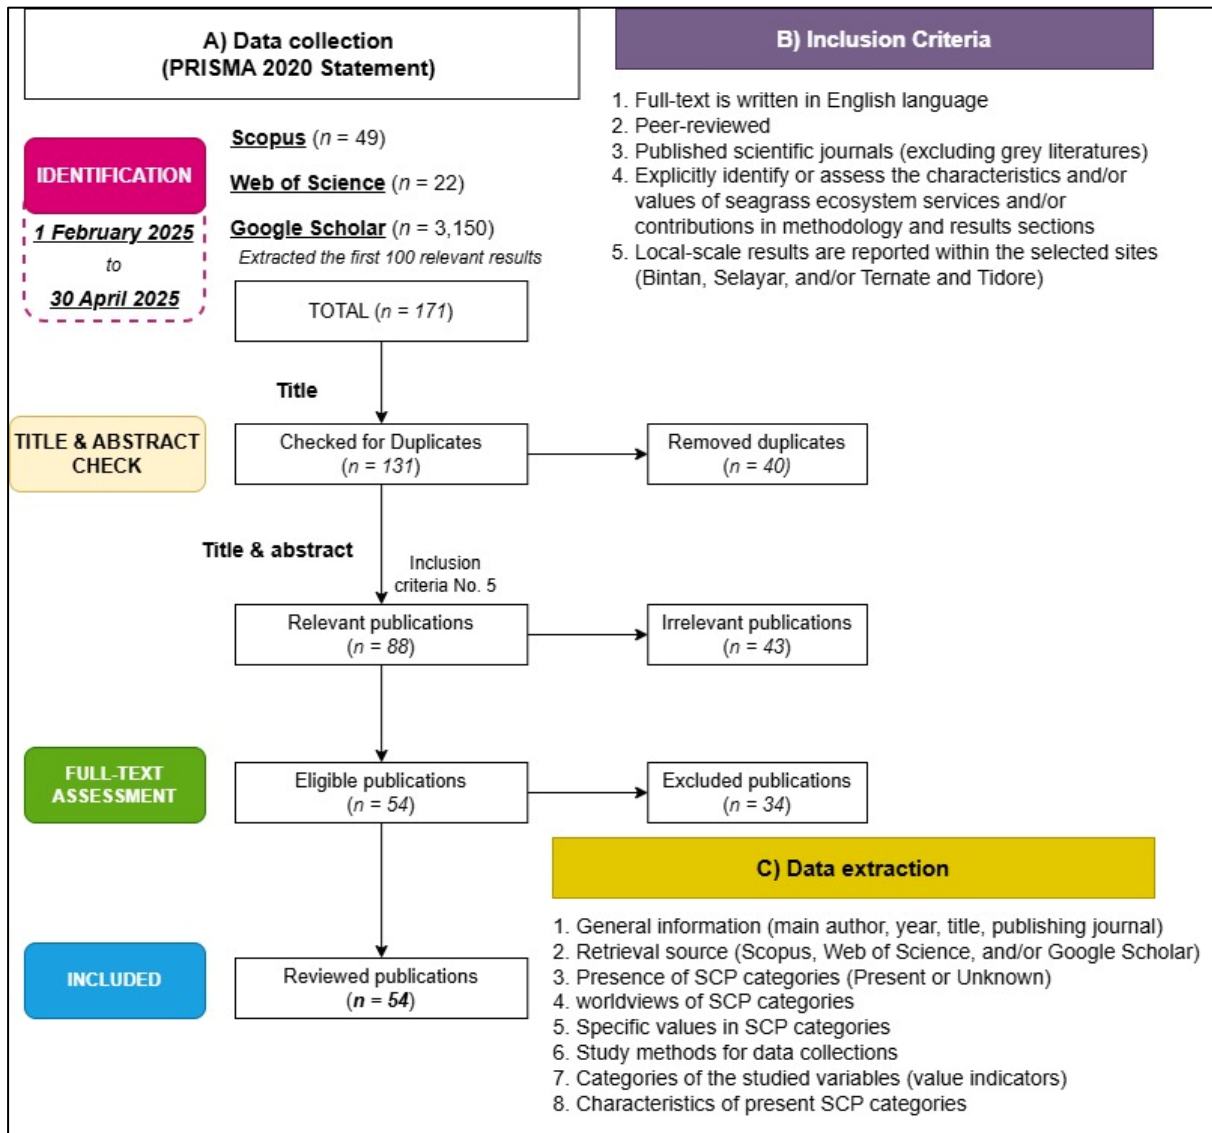 A) Data collection
(PRISMA 2020 Statement)
IDENTIFICATION
1 February 2025
to
30 April 2025
Scopus (n = 49)
Web of Science (n = 22)
Google Scholar (n = 3,150)
Extracted the first 100 relevant results
TOTAL (n = 171)
Title
TITLE & ABSTRACT
CHECK
Checked for Duplicates
(n = 131)
Removed duplicates
(n = 40)
Title & abstract
Inclusion
criteria No. 5
Relevant publications
(n = 88)
Irrelevant publications
(n = 43)
FULL-TEXT
ASSESSMENT
Eligible publications
(n = 54)
Excluded publications
(n = 34)
INCLUDED
Reviewed publications
(n = 54)
B) Inclusion Criteria
1. Full-text is written in English language
2. Peer-reviewed
3. Published scientific journals (excluding grey literatures)
4. Explicitly identify or assess the characteristics and/or
values of seagrass ecosystem services and/or
contributions in methodology and results sections
5. Local-scale results are reported within the selected sites
(Bintan, Selayar, and/or Ternate and Tidore)
C) Data extraction
1. General information (main author, year, title, publishing journal)
2. Retrieval source (Scopus, Web of Science, and/or Google Scholar)
3. Presence of SCP categories (Present or Unknown)
4. worldviews of SCP categories
5. Specific values in SCP categories
6. Study methods for data collections
7. Categories of the studied variables (value indicators)
8. Characteristics of present SCP categories